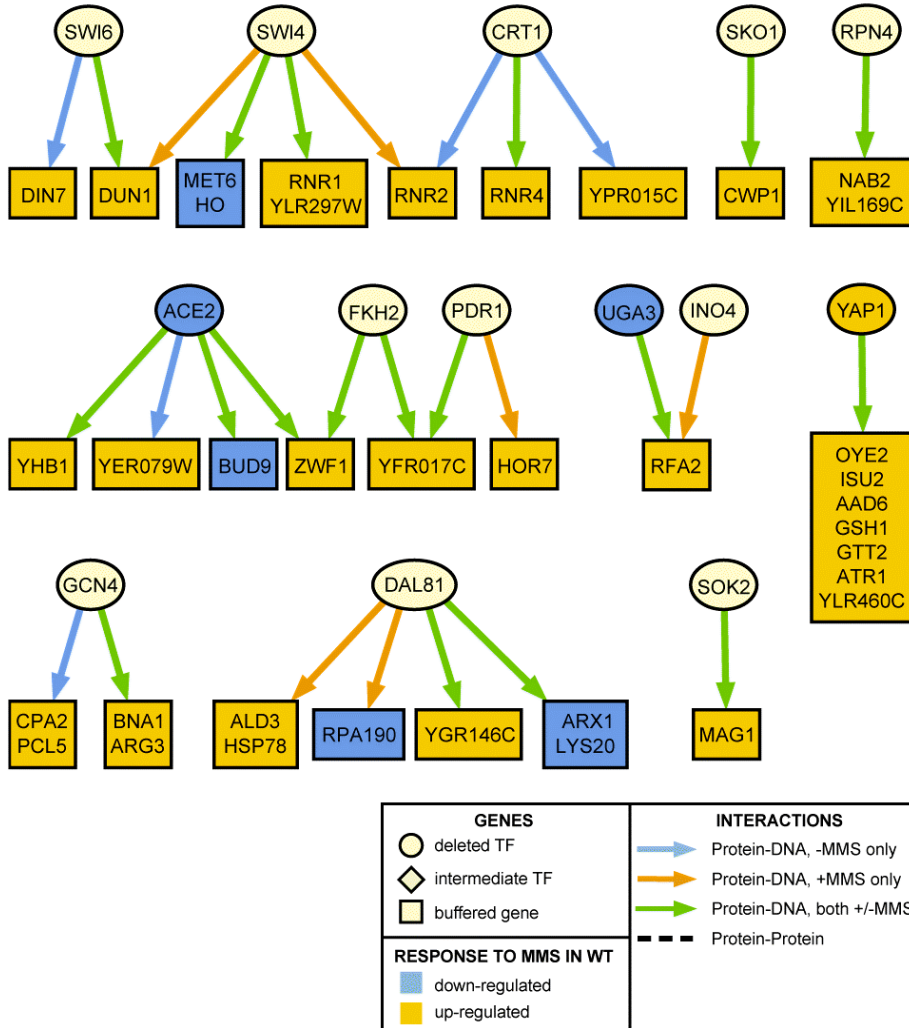 SWI6
SWI4
CRT1
SKO1
RPN4
DIN7
DUN1
MET6
HO
RNR1
YLR297W
RNR2
RNR4
YPR015C
CWP1
NAB2
YIL169C
ACE2
FKH2
PDR1
UGA3
INO4
YAP1
YHB1
YER079W
BUD9
ZWF1
YFR017C
HOR7
RFA2
OYE2
ISU2
AAD6
GSH1
GTT2
ATR1
YLR460C
GCN4
DAL81
SOK2
CPA2
PCL5
BNA1
ARG3
ALD3
HSP78
RPA190
YGR146C
ARX1
LYS20
MAG1
GENES
deleted TF
intermediate TF
buffered gene
RESPONSE TO MMS IN WT
down-regulated
up-regulated
INTERACTIONS
Protein-DNA, -MMS only
Protein-DNA, +MMS only
Protein-DNA, both +/-MMS
Protein-Protein